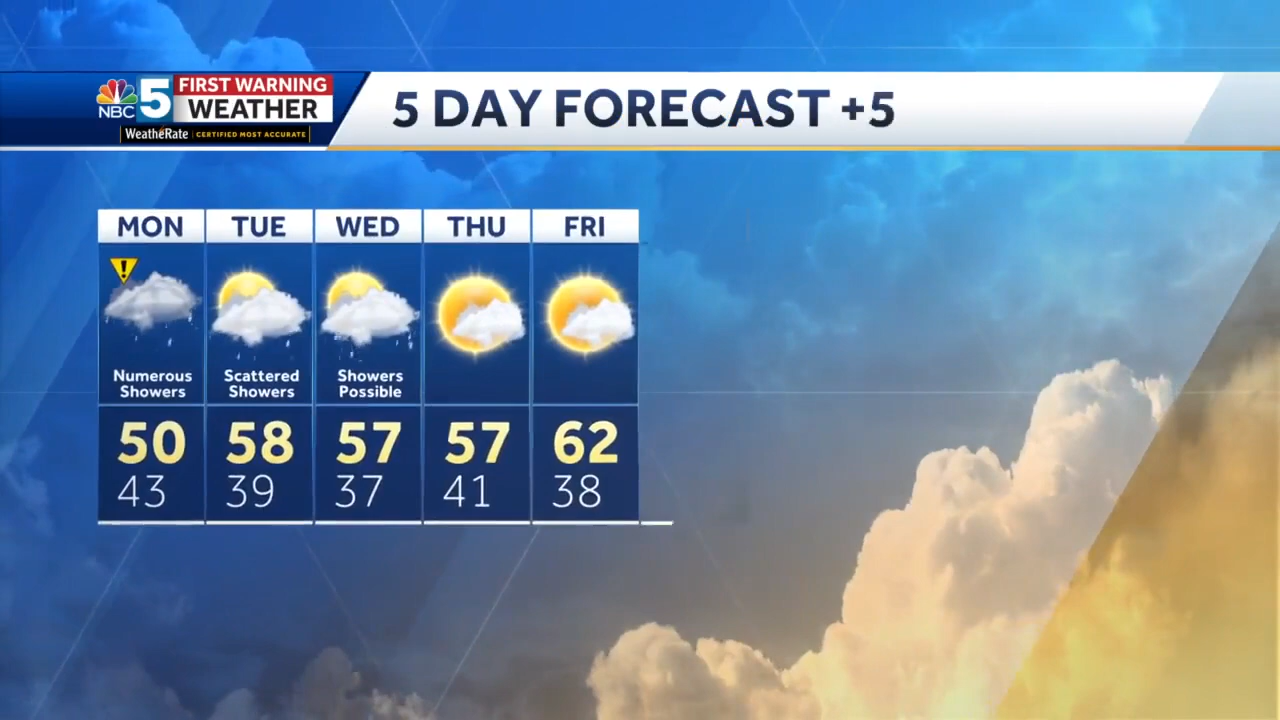 NBC 5 FIRST WARNING
WEATHER
WeatheRate CERTIFIED MOST ACCURATE
5 DAY FORECAST +5
MON TUE WED THU FRI
!
Numerous Scattered Showers
Showers Showers Possible
50 58 57 57 62
43 39 37 41 38